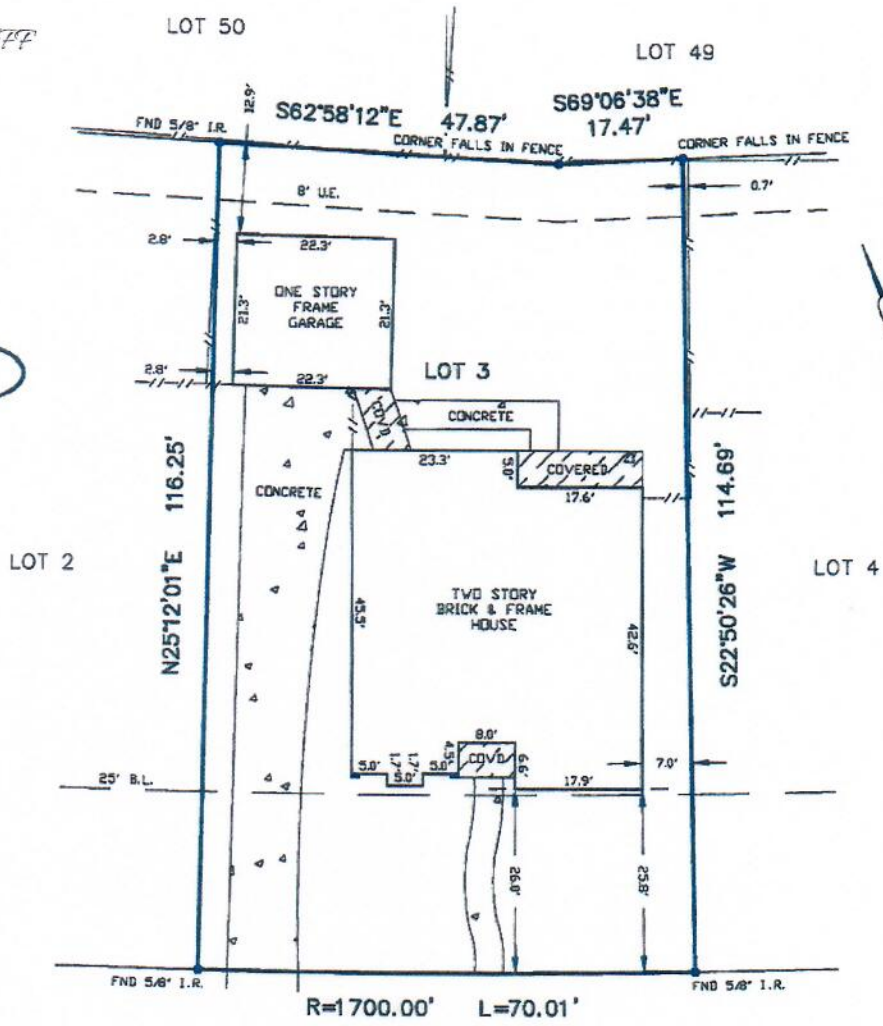 LOT 50
LOT 49
12.9'
S62°58'12"E 47.87'
S69°06'38"E
17.47'
FND 5/8" I.R.
CORNER FALLS IN FENCE
CORNER FALLS IN FENCE
8' U.E.
0.7'
2.8'
22.3'
ONE STORY
FRAME
GARAGE
21.3'
21.3'
2.8'
22.3'
LOT 3
COVD
CONCRETE
23.3'
5.0'
COVERED
17.6'
CONCRETE
N25°12'01"E 116.25'
S22°50'26"W 114.69'
LOT 2
LOT 4
TWO STORY
BRICK & FRAME
HOUSE
45.5'
42.6'
8.0'
4.5'
COVD
6.6'
5.0'
1.7'
1.7'
5.0'
5.0'
7.0'
25' B.L.
17.9'
26.0'
25.8'
FND 5/8" I.R.
FND 5/8" I.R.
R=1700.00' L=70.01'